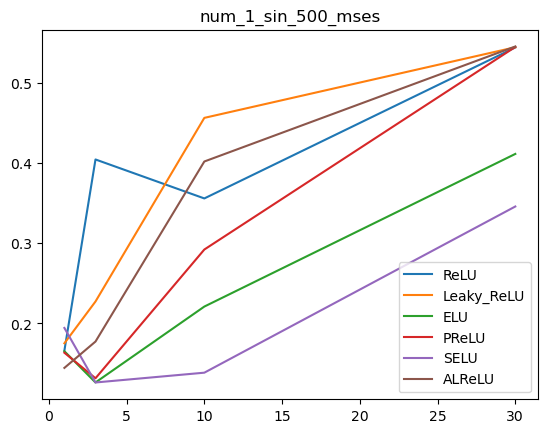 num_1_sin_500_mses
0.5
0.4
0.3
0.2
ReLU
Leaky_ReLU
ELU
PReLU
SELU
ALReLU
0 5 10 15 20 25 30